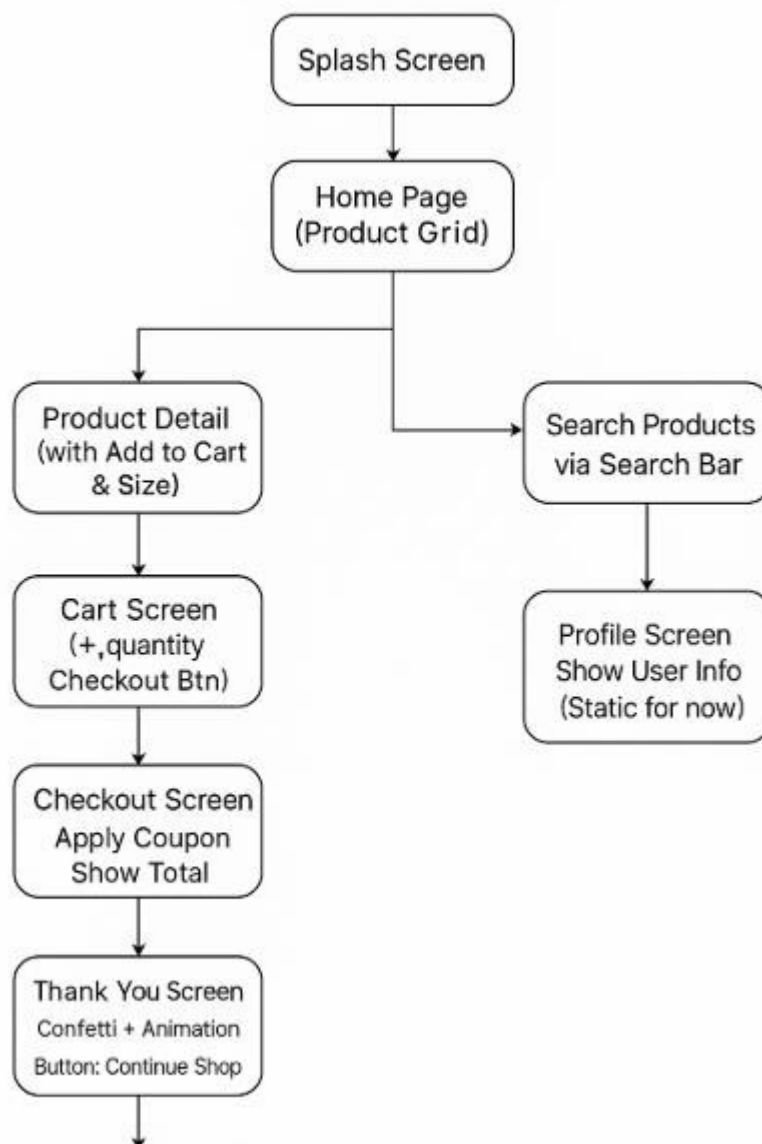 Splash Screen
Home Page
(Product Grid)
Product Detail
(with Add to Cart
& Size)
Search Products
via Search Bar
Cart Screen
(+,quantity
Checkout Btn)
Profile Screen
Show User Info
(Static for now)
Checkout Screen
Apply Coupon
Show Total
Thank You Screen
Confetti + Animation
Button: Continue Shop